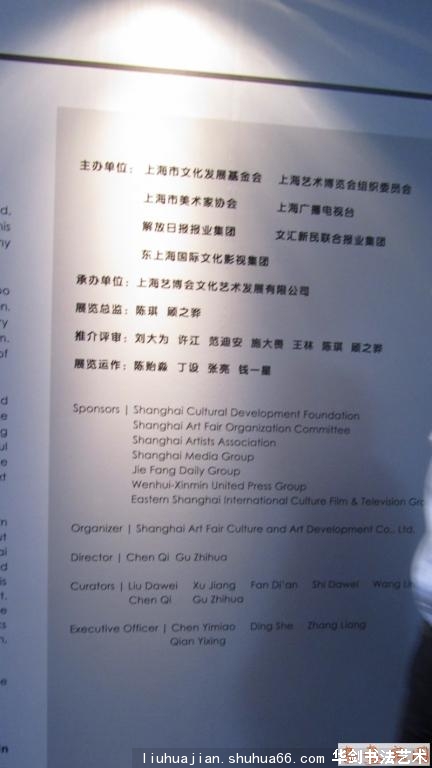 主办单位： 上海市文化发展基金会 上海艺术博览会组织委员会
上海市美术家协会 上海广播电视台
解放日报报业集团 文汇新民联合报业集团
东上海国际文化影视集团
承办单位： 上海艺博会文化艺术发展有限公司
展览总监： 陈琪 顾之骅
推介评审： 刘大为 许江 范迪安 施大畏 王林 陈琪 顾之骅
展览运作： 陈贻淼 丁设 张亮 钱一星
Sponsors | Shanghai Cultural Development Foundation
Shanghai Art Fair Organization Committee
Shanghai Artists Association
Shanghai Media Group
Jie Fang Daily Group
Wenhui-Xinmin United Press Group
Eastern Shanghai International Culture Film & Television
Organizer | Shanghai Art Fair Culture and Art Development Co., Ltd.
Director | Chen Qi Gu Zhihua
Curators | Liu Dawei Xu Jiang Fan Di'an Shi Dawei Wang
Chen Qi Gu Zhihua
Executive Officer | Chen Yimiao Ding She Zhang Liang
Qian Yixing
liuhuajian.shuhua66.com 华剑书法艺术